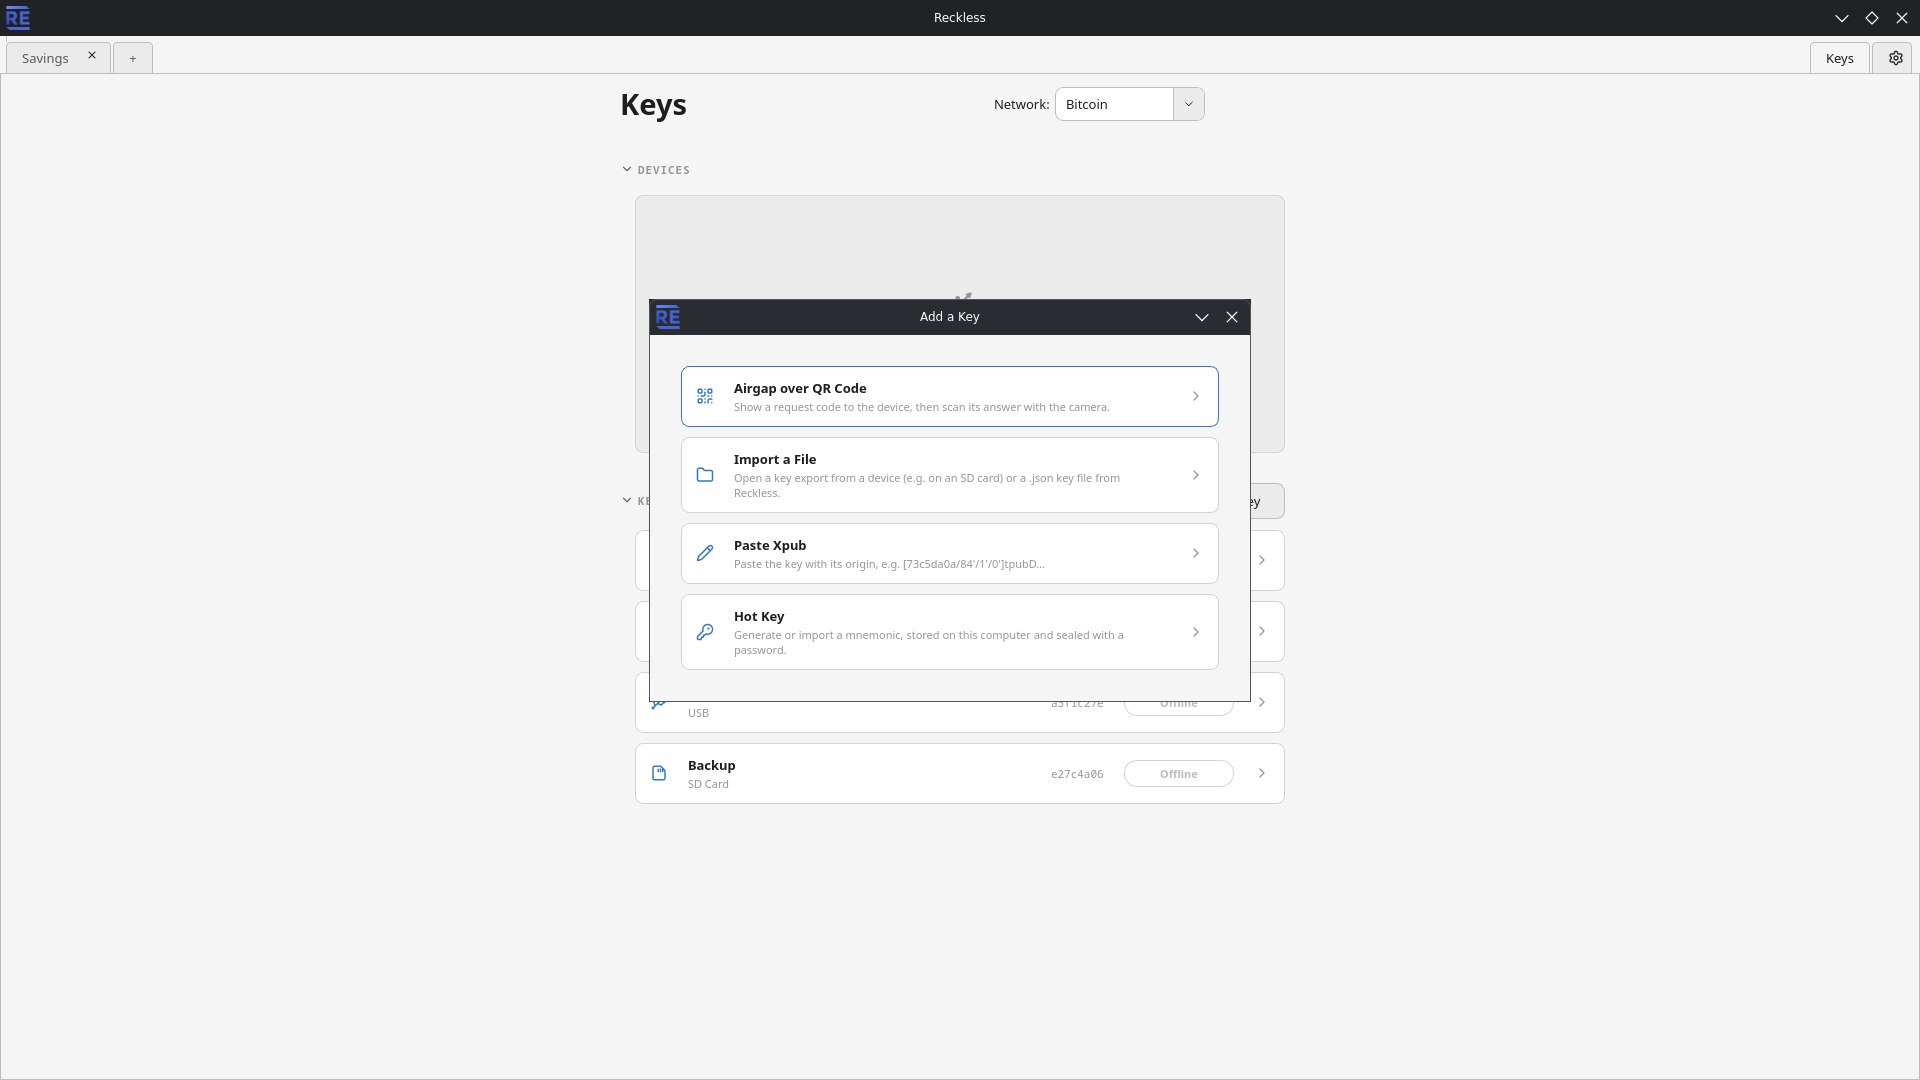 RE
Reckless
Savings
+
Keys
Keys
Network: Bitcoin
DEVICES
RE
Add a Key
Airgap over QR Code
Show a request code to the device, then scan its answer with the camera.
Import a File
Open a key export from a device (e.g. on an SD card) or a .json key file from
Reckless.
Paste Xpub
Paste the key with its origin, e.g. [73c5da0a/84'/1'/0']tpubD...
Hot Key
Generate or import a mnemonic, stored on this computer and sealed with a
password.
USB
a3f1c27e
Offline
Backup
SD Card
e27c4a06
Offline